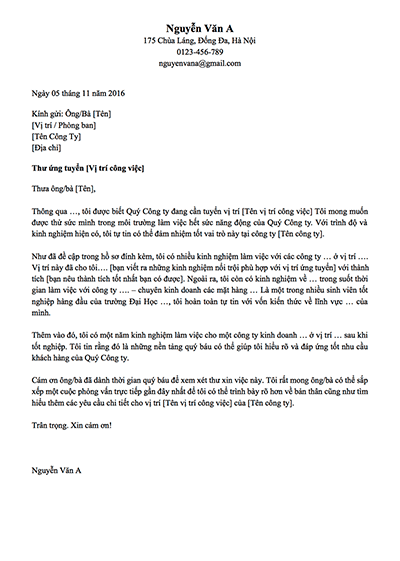 Nguyễn Văn A
175 Chùa Láng, Đống Đa, Hà Nội
0123-456-789
nguyenvana@gmail.com
Ngày 05 tháng 11 năm 2016
Kính gửi: Ông/Bà [Tên]
[Vị trí / Phòng ban]
[Tên Công Ty]
[Địa chỉ]
Thư ứng tuyển [Vị trí công việc]
Thưa ông/bà [Tên],
Thông qua …, tôi được biết Quý Công ty đang cần tuyển vị trí [Tên vị trí công việc] Tôi mong muốn
được thử sức mình trong môi trường làm việc hết sức năng động của Quý Công ty. Với trình độ và
kinh nghiệm hiện có, tôi tự tin có thể đảm nhiệm tốt vai trò này tại công ty [Tên công ty].
Như đã đề cập trong hồ sơ đính kèm, tôi có nhiều kinh nghiệm làm việc với các công ty … ở vị trí ….
Vị trí này đã cho tôi…. [bạn viết ra những kinh nghiệm nổi trội phù hợp với vị trí ứng tuyển] với thành
tích [bạn nêu thành tích tốt nhất bạn có được]. Ngoài ra, tôi còn có kinh nghiệm về … trong suốt thời
gian làm việc với công ty …. – chuyên kinh doanh các mặt hàng … Là một trong nhiều sinh viên tốt
nghiệp hàng đầu của trường Đại Học …, tôi hoàn toàn tự tin với vốn kiến thức về lĩnh vực … của
mình.
Thêm vào đó, tôi có một năm kinh nghiệm làm việc cho một công ty kinh doanh … ở vị trí … sau khi
tốt nghiệp. Tôi tin rằng đó là những nền tảng quý báu có thể giúp tôi hiểu rõ và đáp ứng tốt nhu cầu
khách hàng của Quý Công ty.
Cám ơn ông/bà đã dành thời gian quý báu để xem xét thư xin việc này. Tôi rất mong ông/bà có thể sắp
xếp một cuộc phỏng vấn trực tiếp gần đây nhất để tôi có thể trình bày rõ hơn về bản thân cũng như tìm
hiểu thêm các yêu cầu chi tiết cho vị trí [Tên vị trí công việc] của [Tên công ty].
Trân trọng. Xin cám ơn!
Nguyễn Văn A